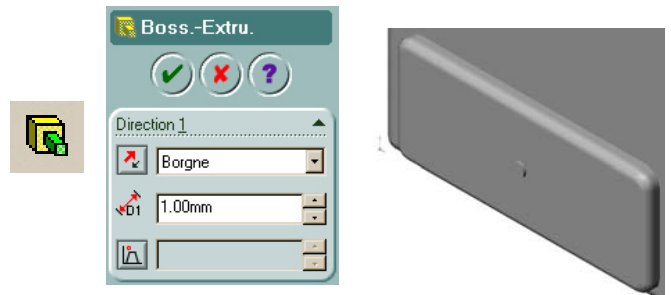 Boss.-Extru.
?
Direction 1
Borgne
D1
1.00mm